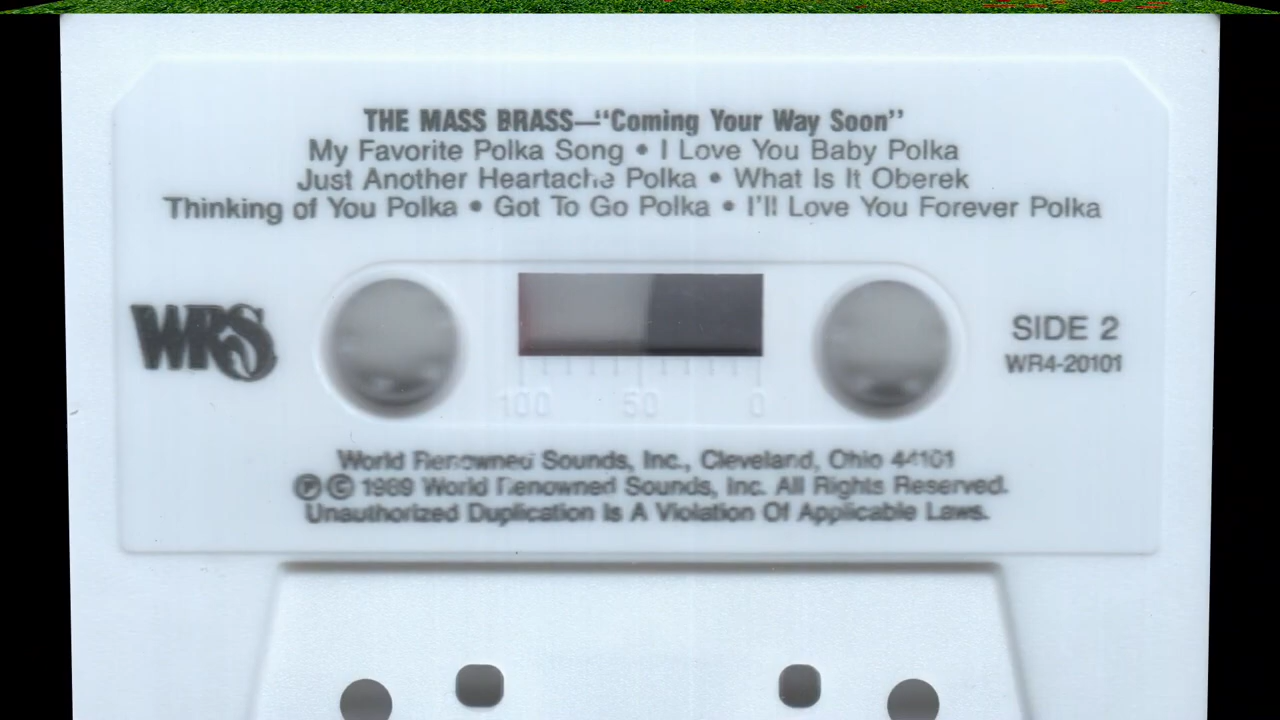 THE MASS BRASS—“Coming Your Way Soon”
My Favorite Polka Song • I Love You Baby Polka
Just Another Heartache Polka • What Is It Oberek
Thinking of You Polka • Got To Go Polka • I'll Love You Forever Polka
WRS
SIDE 2
WR4-20101
100 50 0
World Renowned Sounds, Inc., Cleveland, Ohio 44101
Ⓟ© 1989 World Renowned Sounds, Inc. All Rights Reserved.
Unauthorized Duplication Is A Violation Of Applicable Laws.